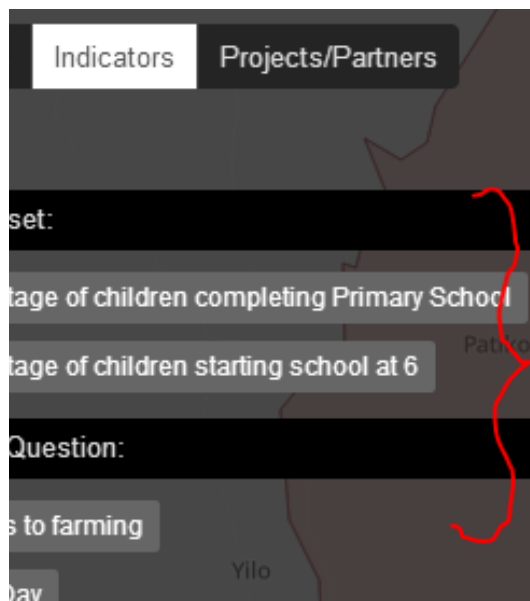 Indicators Projects/Partners
set:
tage of children completing Primary School
Patiko
tage of children starting school at 6
Question:
s to farming
Yilo
Day